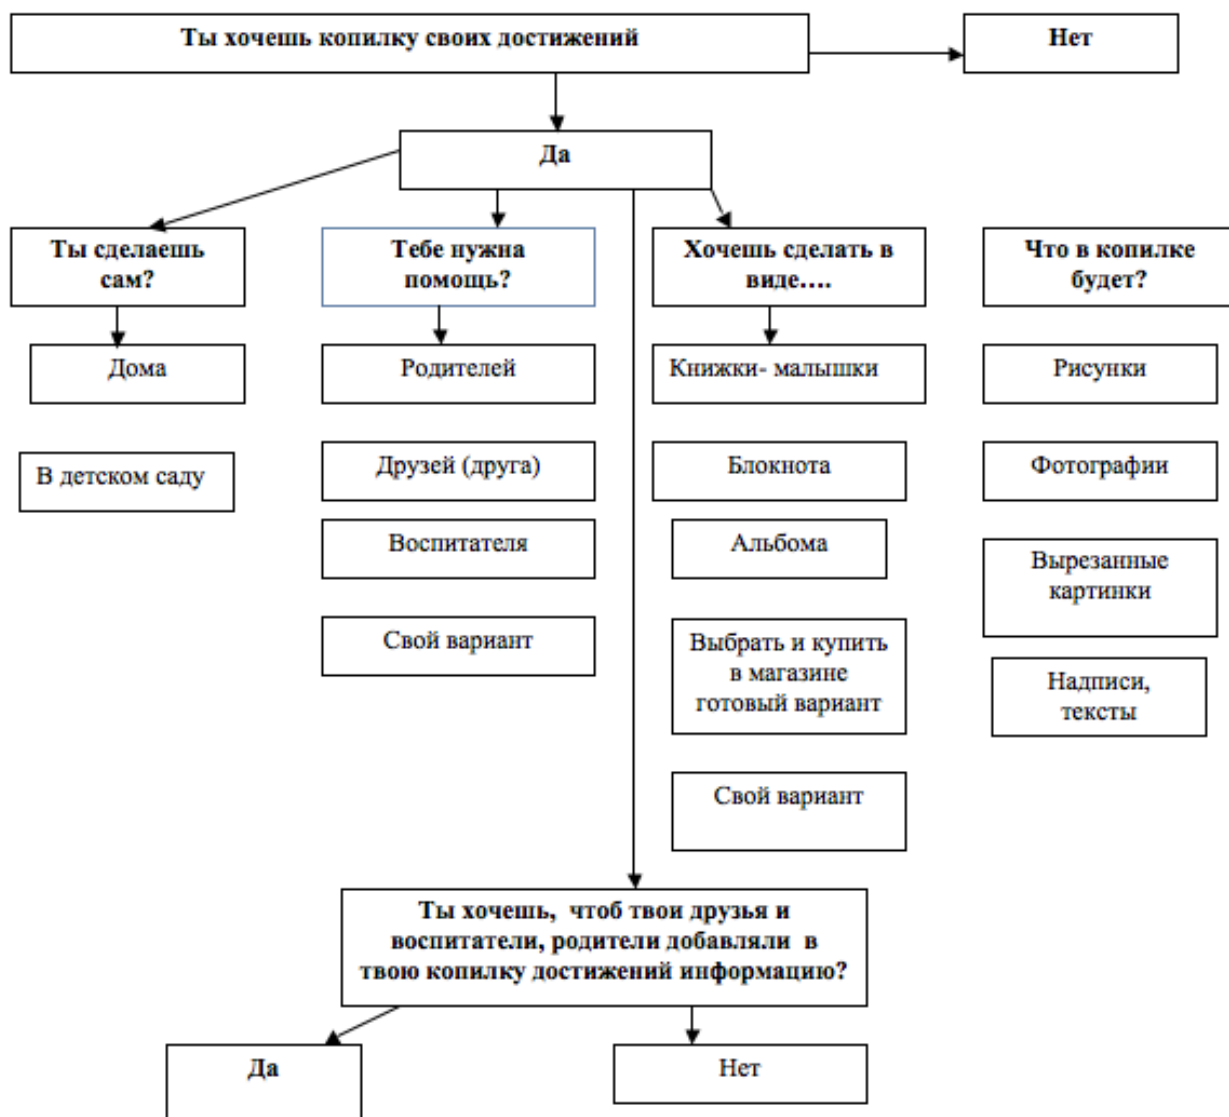 Ты хочешь копилку своих достижений
Нет
Да
Ты сделаешь
сам?
Тебе нужна
помощь?
Хочешь сделать в
виде….
Что в копилке
будет?
Дома
Родителей
Книжки- малышки
Рисунки
В детском саду
Друзей (друга)
Блокнота
Фотографии
Воспитателя
Альбома
Вырезанные
картинки
Свой вариант
Выбрать и купить
в магазине
готовый вариант
Надписи,
тексты
Свой вариант
Ты хочешь, чтоб твои друзья и
воспитатели, родители добавляли в
твою копилку достижений информацию?
Да
Нет